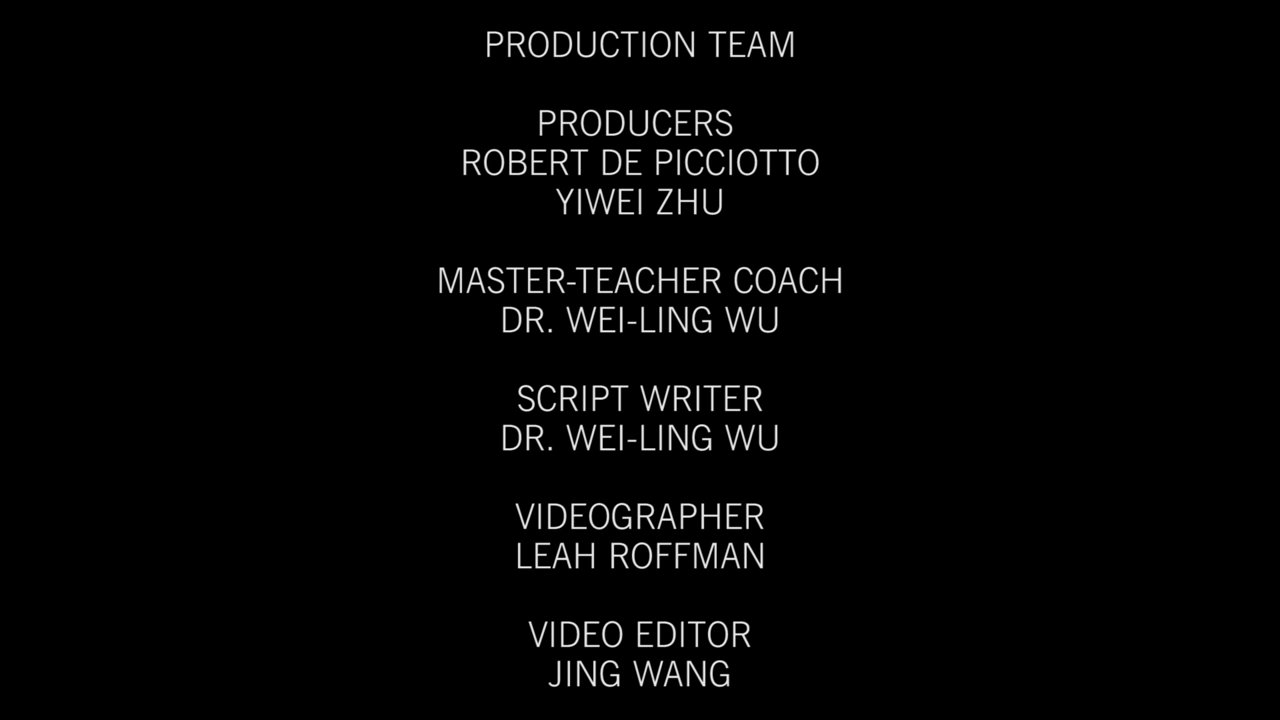 PRODUCTION TEAM
PRODUCERS
ROBERT DE PICCIOTTO
YIWEI ZHU
MASTER-TEACHER COACH
DR. WEI-LING WU
SCRIPT WRITER
DR. WEI-LING WU
VIDEOGRAPHER
LEAH ROFFMAN
VIDEO EDITOR
JING WANG